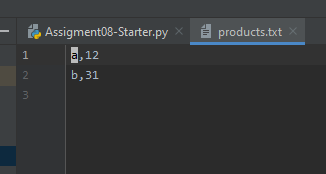 Assigment08-Starter.py
products.txt
1 a,12
2 b,31
3